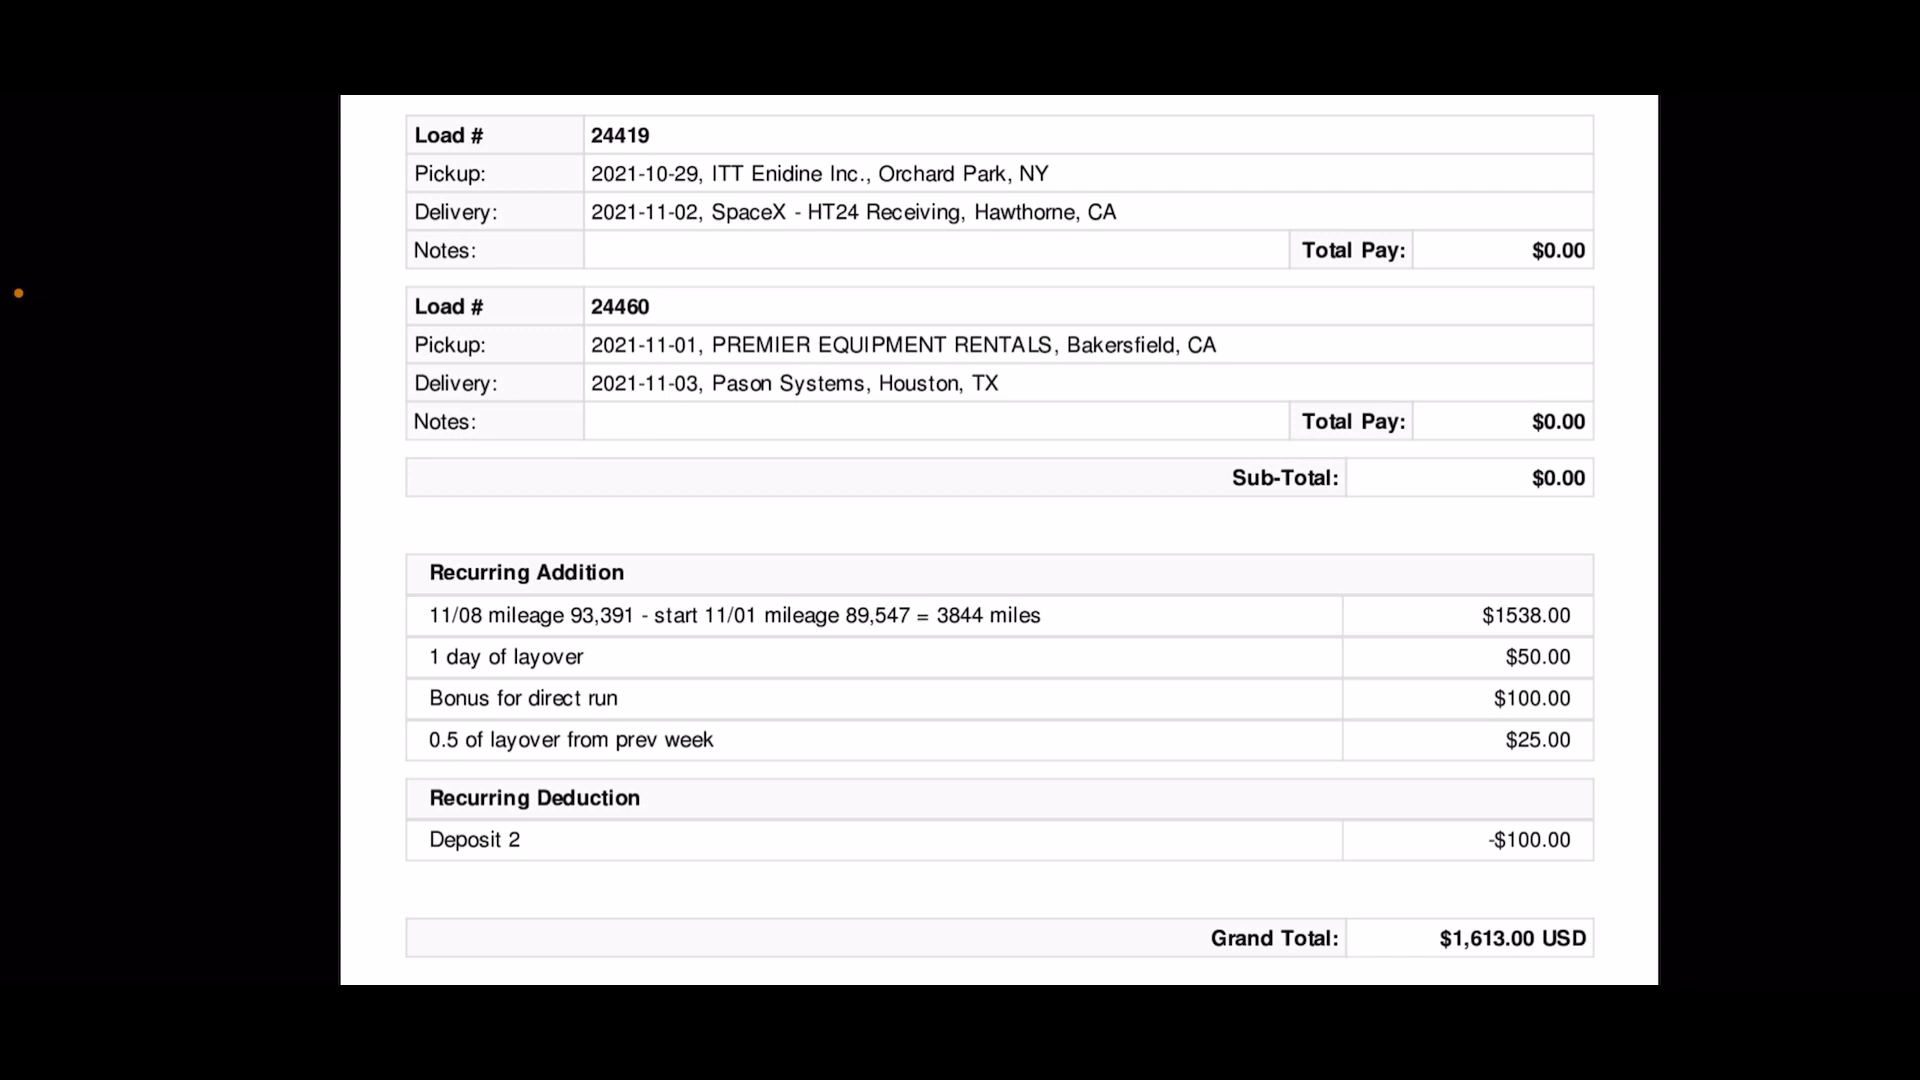 Load # 24419
Pickup: 2021-10-29, ITT Enidine Inc., Orchard Park, NY
Delivery: 2021-11-02, SpaceX - HT24 Receiving, Hawthorne, CA
Notes: Total Pay: $0.00
Load # 24460
Pickup: 2021-11-01, PREMIER EQUIPMENT RENTALS, Bakersfield, CA
Delivery: 2021-11-03, Pason Systems, Houston, TX
Notes: Total Pay: $0.00
Sub-Total: $0.00
Recurring Addition
11/08 mileage 93,391 - start 11/01 mileage 89,547 = 3844 miles $1538.00
1 day of layover $50.00
Bonus for direct run $100.00
0.5 of layover from prev week $25.00
Recurring Deduction
Deposit 2 -$100.00
Grand Total: $1,613.00 USD